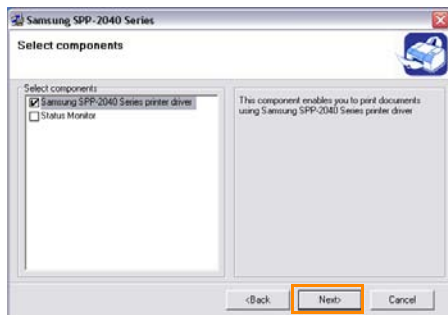 Samsung SPP-2040 Series
Select components
Select components
Samsung SPP-2040 Series printer driver
Status Monitor
This component enables you to print documents
using Samsung SPP-2040 Series printer driver
<Back
Next>
Cancel